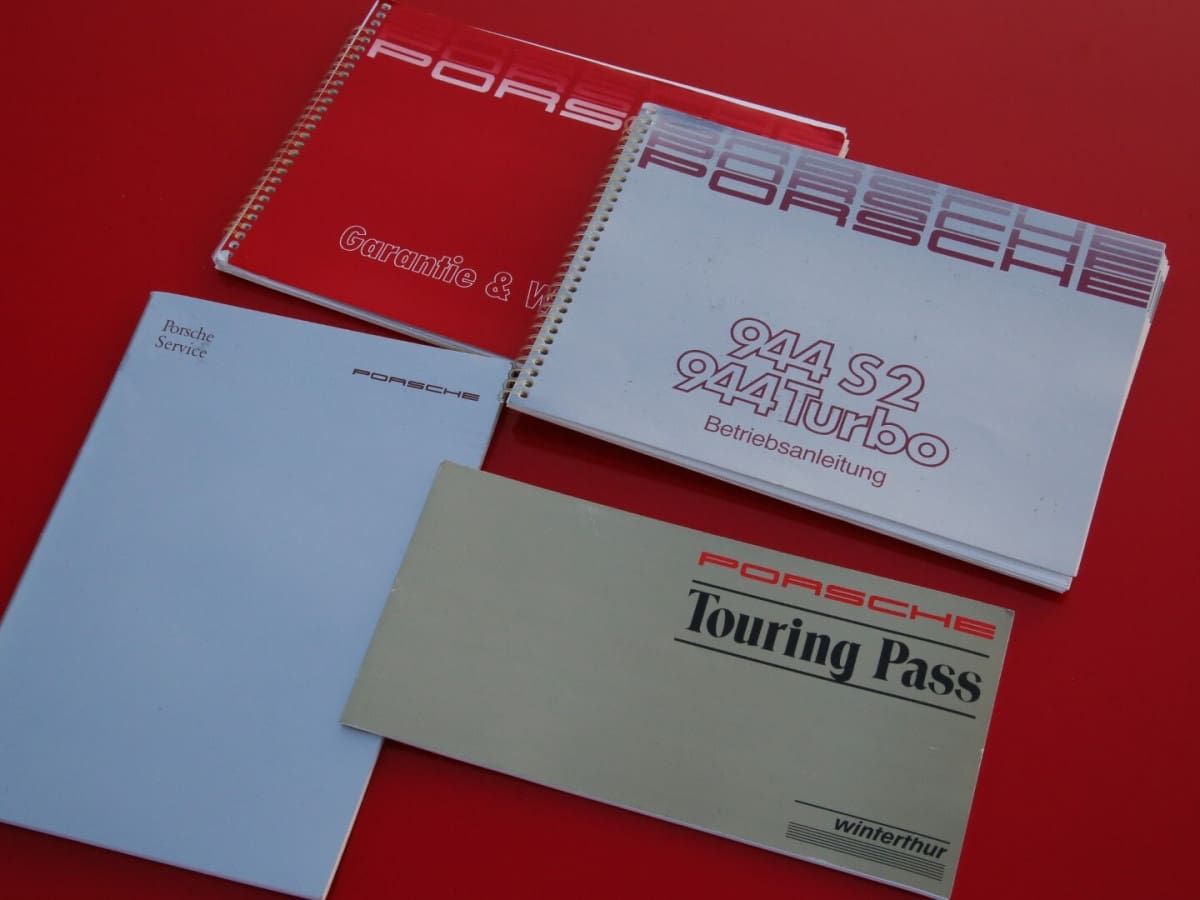 PORSCHE
Garantie &
PORSCHE
944 S2
944 Turbo
Betriebsanleitung
Porsche
Service
PORSCHE
PORSCHE
Touring Pass
winterthur